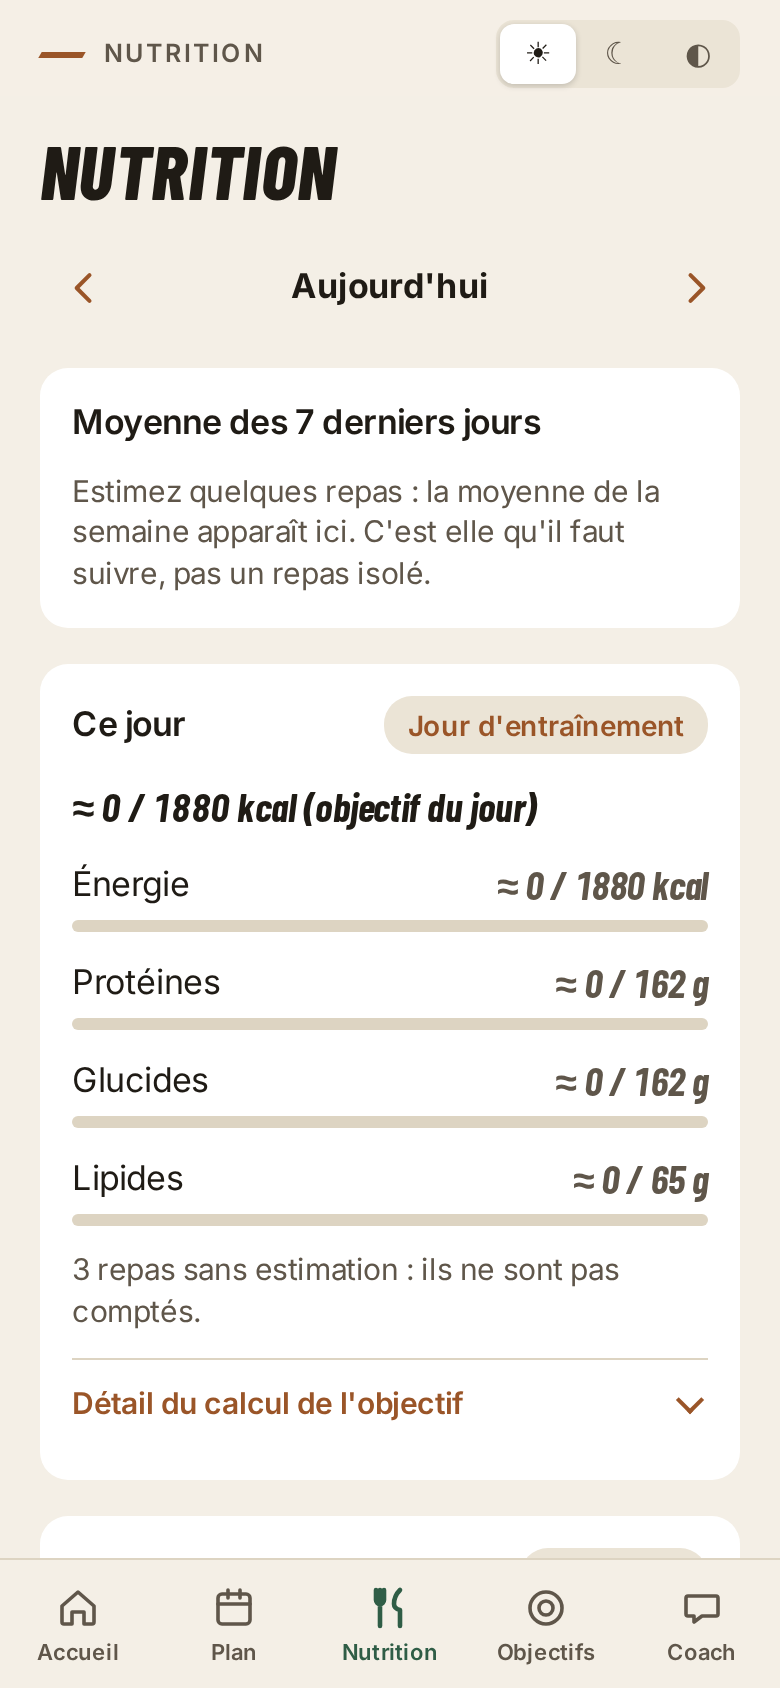 NUTRITION
NUTRITION
Aujourd'hui
Moyenne des 7 derniers jours
Estimez quelques repas : la moyenne de la
semaine apparaît ici. C'est elle qu'il faut
suivre, pas un repas isolé.
Ce jour
Jour d'entraînement
≈ 0 / 1880 kcal (objectif du jour)
Énergie
≈ 0 / 1880 kcal
Protéines
≈ 0 / 162 g
Glucides
≈ 0 / 162 g
Lipides
≈ 0 / 65 g
3 repas sans estimation : ils ne sont pas
comptés.
Détail du calcul de l'objectif
Accueil
Plan
Nutrition
Objectifs
Coach